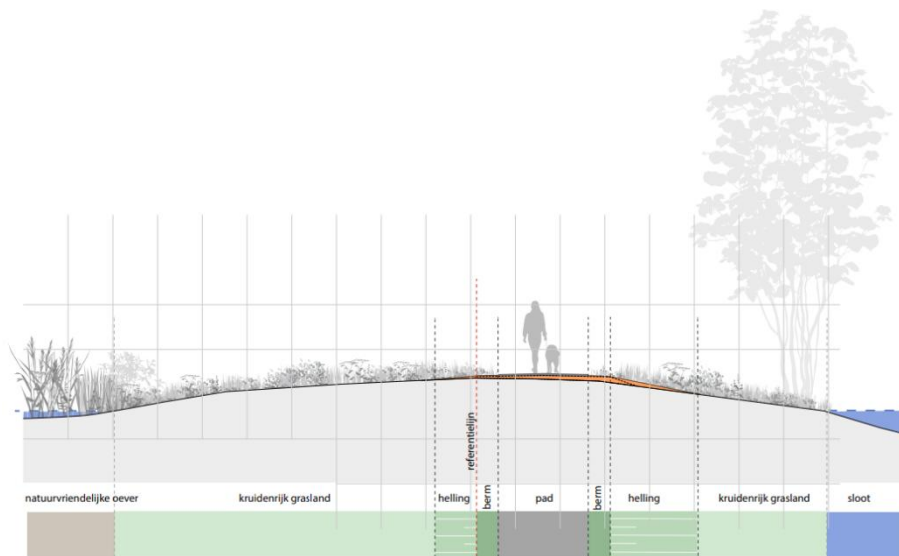 referentielijn
natuurvriendelijke oever
kruidenrijk grasland
helling
berm
pad
berm
helling
kruidenrijk grasland
sloot